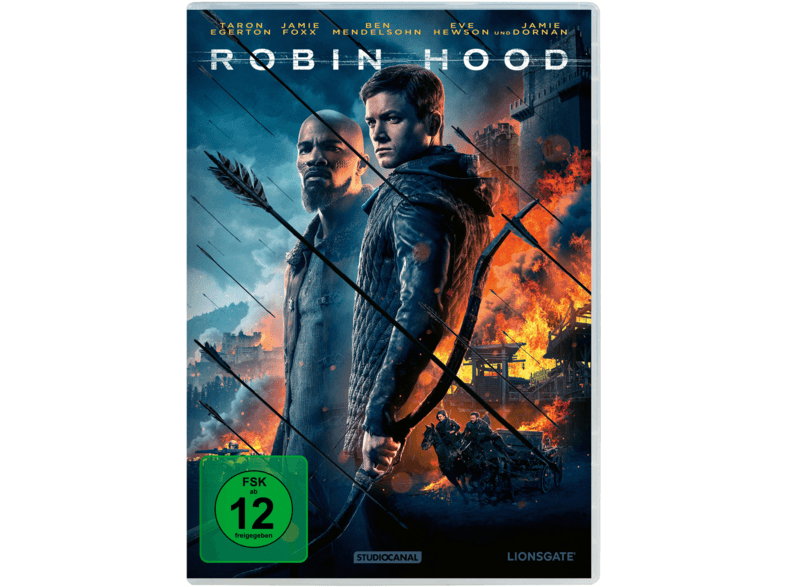 TARON JAMIE BEN EVE JAMIE
EGERTON FOXX MENDELSOHN HEWSON UND DORNAN
ROBIN HOOD
FSK
ab
12
freigegeben
STUDIOCANAL
LIONSGATE®